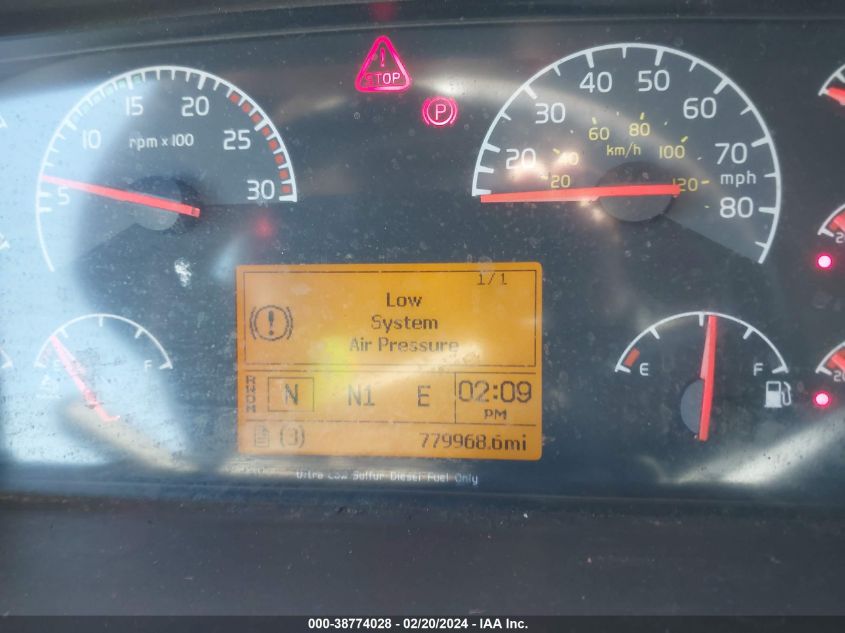 STOP
P
5 10 15 20 25 30
rpm x 100
20 30 40 50 60 70 80
mph
20 40 60 80 100 120
km/h
1/1
Low
System
Air Pressure
N N1 E 02:09
PM
(3) 779968.6mi
E F
F
Ultra Low Sulfur Diesel Fuel Only
000-38774028 - 02/20/2024 - IAA Inc.